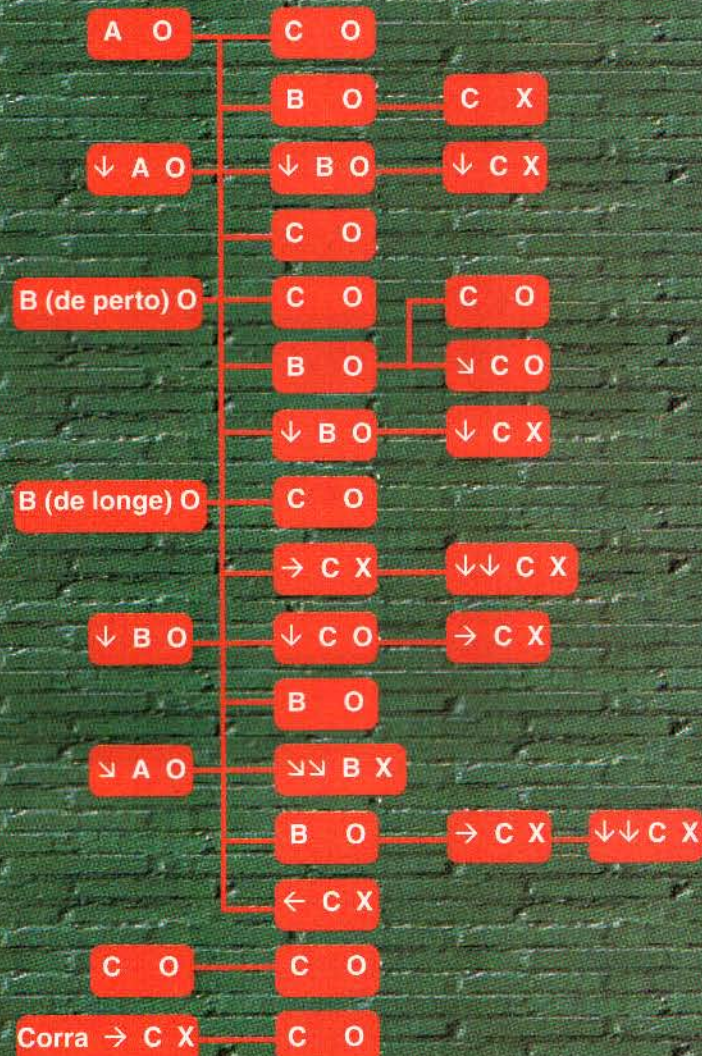 A O C O
B O C X
↓ A O ↓ B O ↓ C X
C O
B (de perto) O C O C O
B O ↘ C O
↓ B O ↓ C X
B (de longe) O C O
→ C X ↓↓ C X
↓ B O ↓ C O → C X
B O
↘ A O ↘↘ B X
B O → C X ↓↓ C X
← C X
C O C O
Corra → C X C O